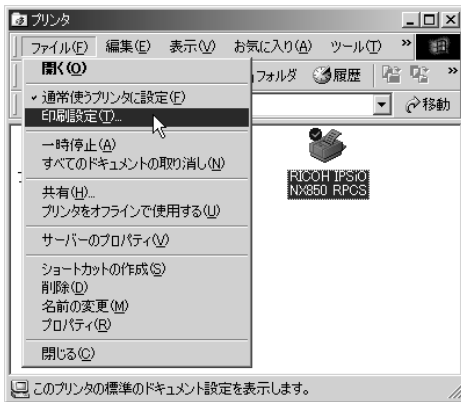 プリンタ
ファイル(F) 編集(E) 表示(V) お気に入り(A) ツール(T) »
開く(O)
フォルダ 履歴 »
通常使うプリンタに設定(F)
移動
印刷設定(T)...
一時停止(A)
すべてのドキュメントの取り消し(N)
RICOH IPSiO
NX850 RPCS
共有(H)...
プリンタをオフラインで使用する(U)
サーバーのプロパティ(V)
ショートカットの作成(S)
削除(D)
名前の変更(M)
プロパティ(R)
閉じる(C)
このプリンタの標準のドキュメント設定を表示します。